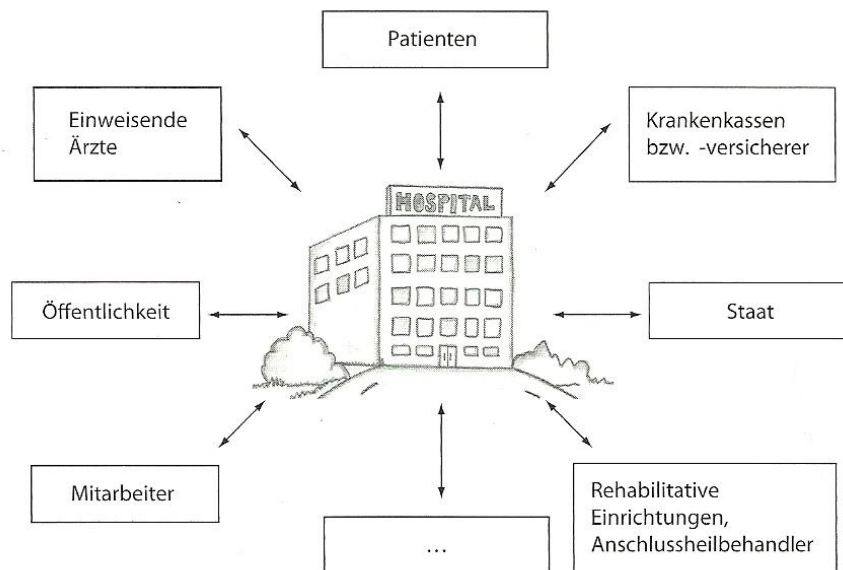 Patienten
Einweisende
Ärzte
Krankenkassen
bzw. -versicherer
HOSPITAL
Öffentlichkeit
Staat
Mitarbeiter
...
Rehabilitative
Einrichtungen,
Anschlussheilbehandler